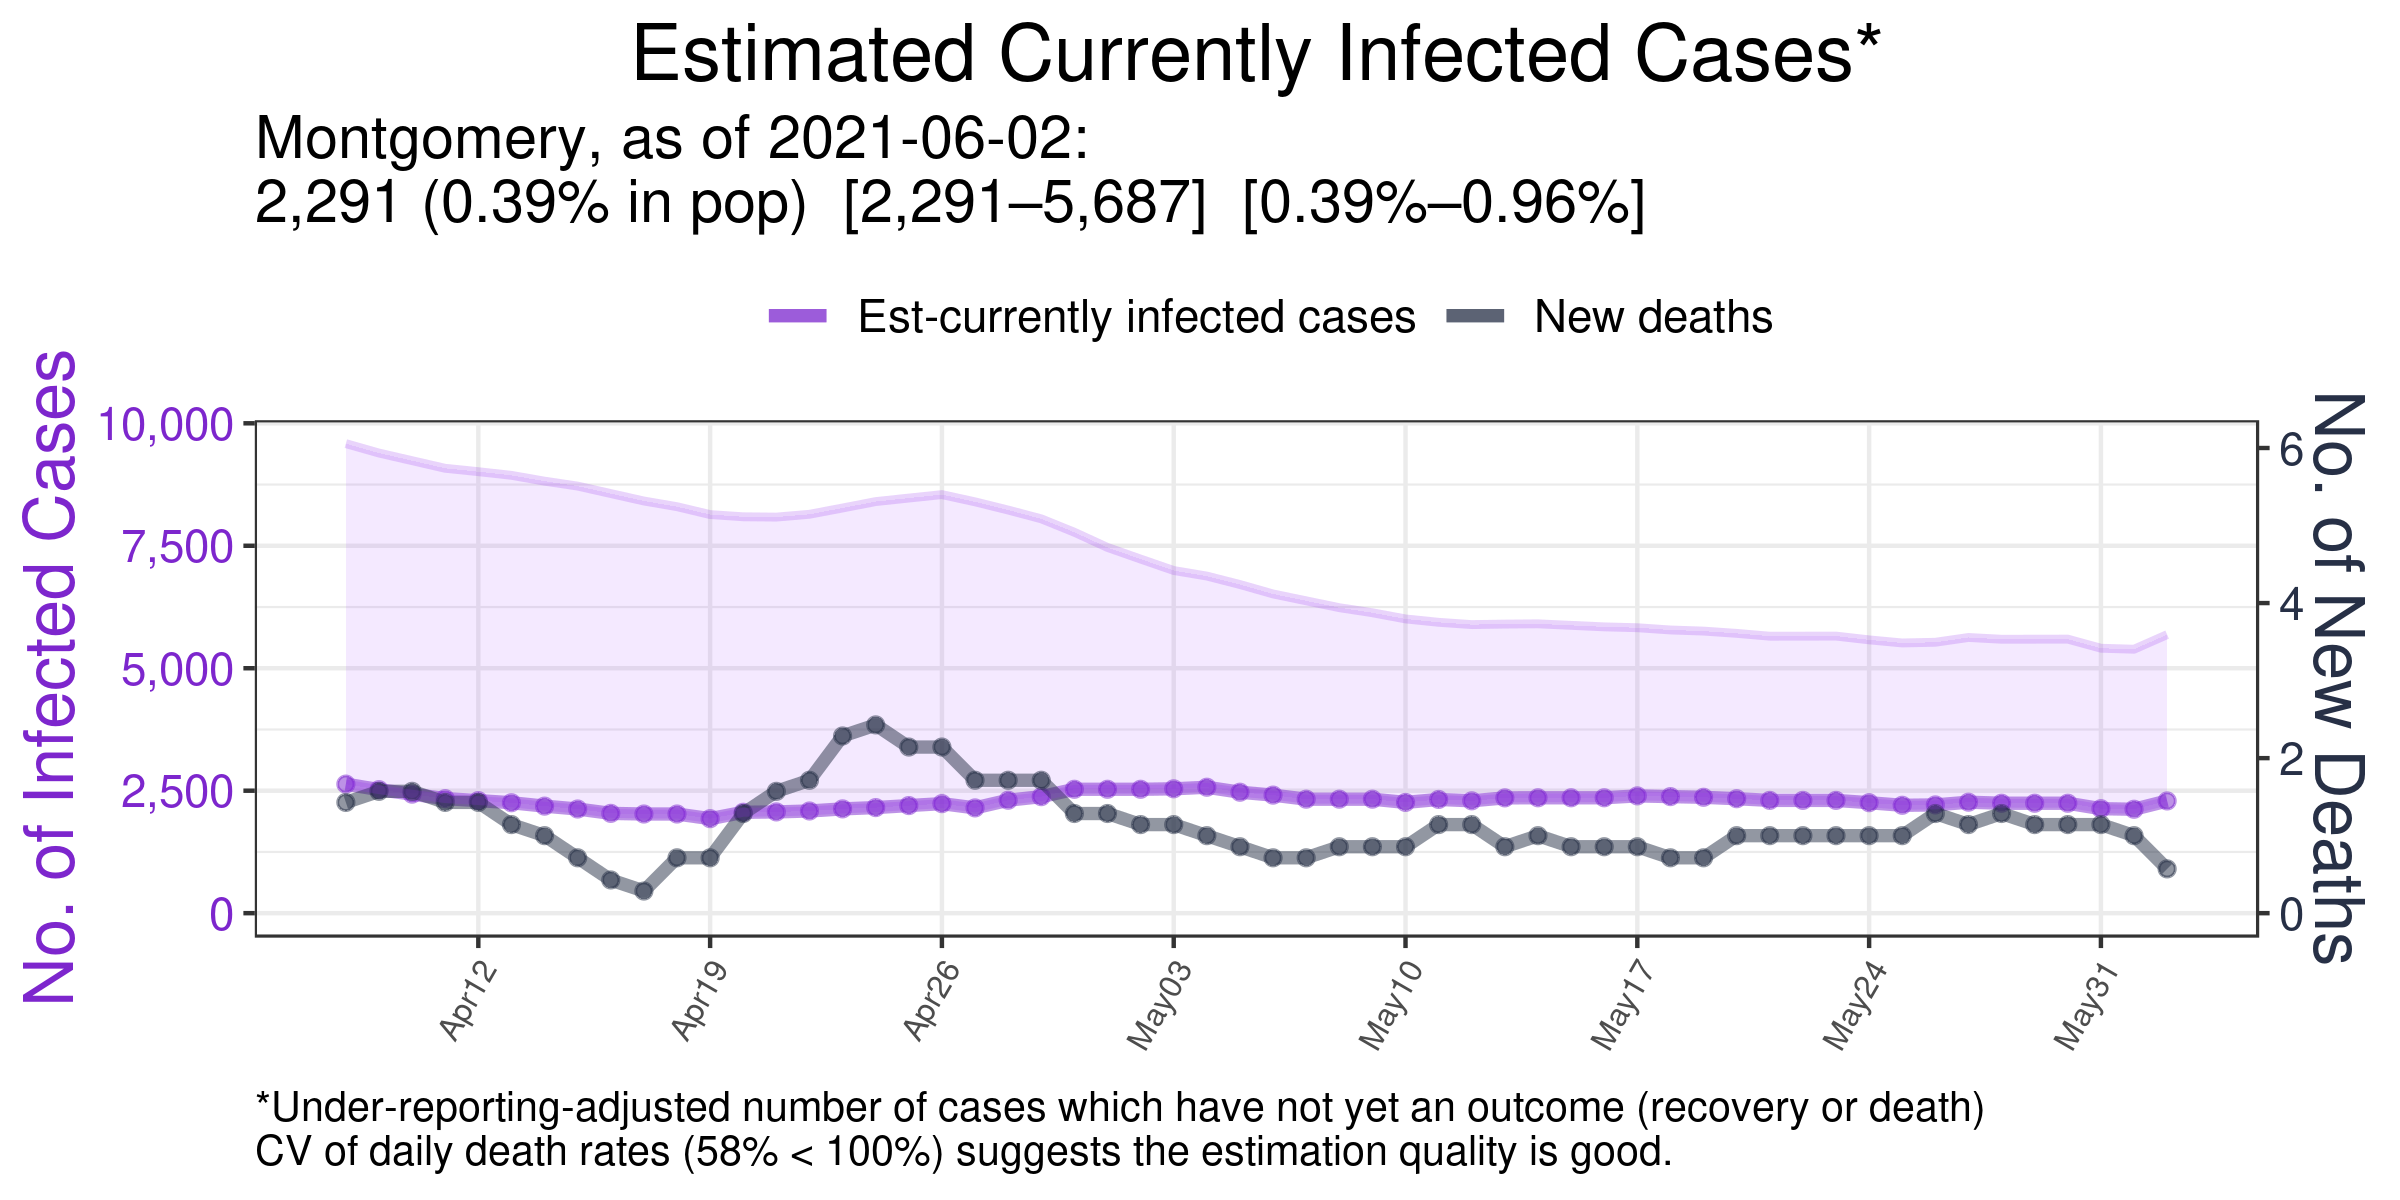 Estimated Currently Infected Cases*
Montgomery, as of 2021-06-02:
2,291 (0.39% in pop)  [2,291–5,687]  [0.39%–0.96%]
Est-currently infected cases
New deaths
No. of Infected Cases
10,000
7,500
5,000
2,500
0
No. of New Deaths
6
4
2
0
Apr12
Apr19
Apr26
May03
May10
May17
May24
May31
*Under-reporting-adjusted number of cases which have not yet an outcome (recovery or death)
CV of daily death rates (58% < 100%) suggests the estimation quality is good.